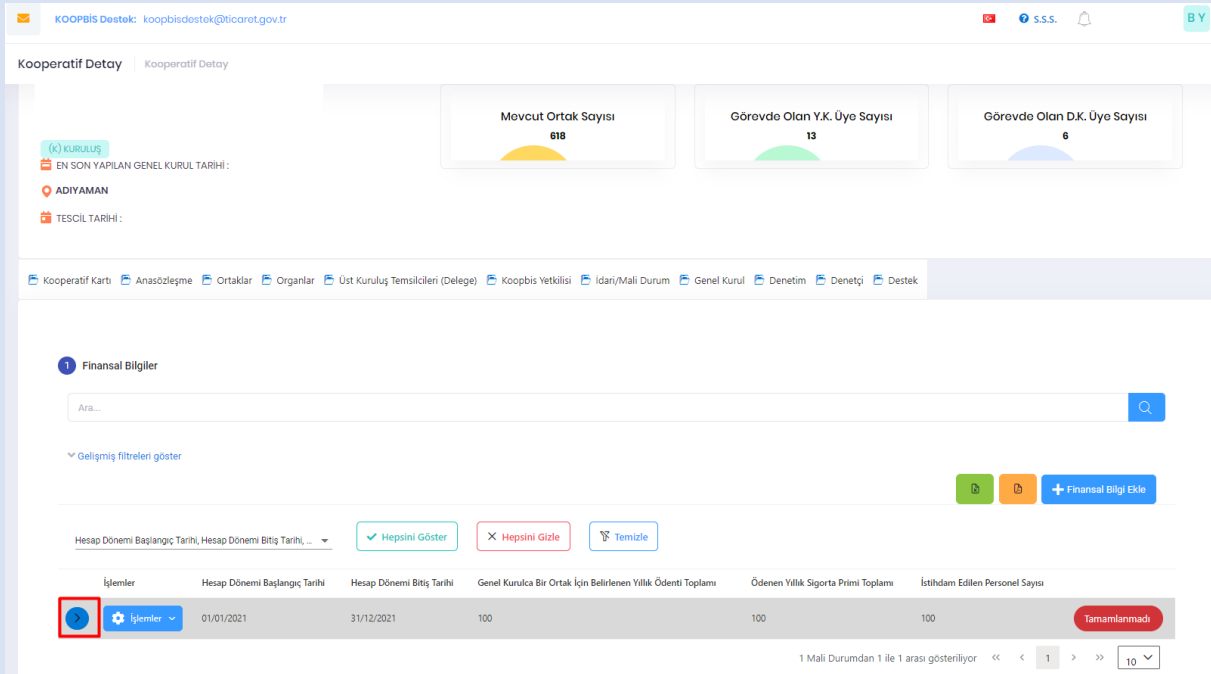 KOOPBİS Destek: koopbisdestek@ticaret.gov.tr
S.S.S.
B Y
Kooperatif Detay Kooperatif Detay
Mevcut Ortak Sayısı
618
Görevde Olan Y.K. Üye Sayısı
13
Görevde Olan D.K. Üye Sayısı
6
(K) KURULUŞ
EN SON YAPILAN GENEL KURUL TARİHİ :
ADIYAMAN
TESCİL TARİHİ :
Kooperatif Kartı Anasözleşme Ortaklar Organlar Üst Kuruluş Temsilcileri (Delege) Koopbis Yetkilisi İdari/Mali Durum Genel Kurul Denetim Denetçi Destek
1 Finansal Bilgiler
Ara...
Gelişmiş filtreleri göster
Finansal Bilgi Ekle
Hesap Dönemi Başlangıç Tarihi, Hesap Dönemi Bitiş Tarihi, ... Hepsini Göster Hepsini Gizle Temizle
İşlemler Hesap Dönemi Başlangıç Tarihi Hesap Dönemi Bitiş Tarihi Genel Kurulca Bir Ortak İçin Belirlenen Yıllık Ödenti Toplamı Ödenen Yıllık Sigorta Primi Toplamı İstihdam Edilen Personel Sayısı
İşlemler 01/01/2021 31/12/2021 100 100 100 Tamamlanmadı
1 Mali Durumdan 1 ile 1 arası gösteriliyor << < 1 > >> 10